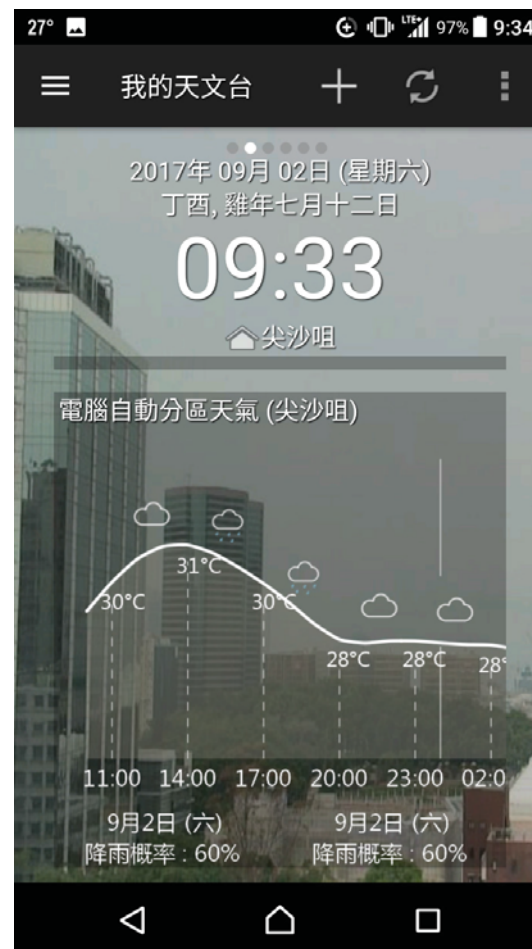 27° 97% 9:34
我的天文台
2017年 09月 02日 (星期六)
丁酉, 雞年七月十二日
09:33
尖沙咀
電腦自動分區天氣 (尖沙咀)
31°C
30°C 30°C
28°C 28°C 28°
11:00 14:00 17:00 20:00 23:00 02:0
9月2日 (六) 9月2日 (六)
降雨概率 : 60% 降雨概率 : 60%